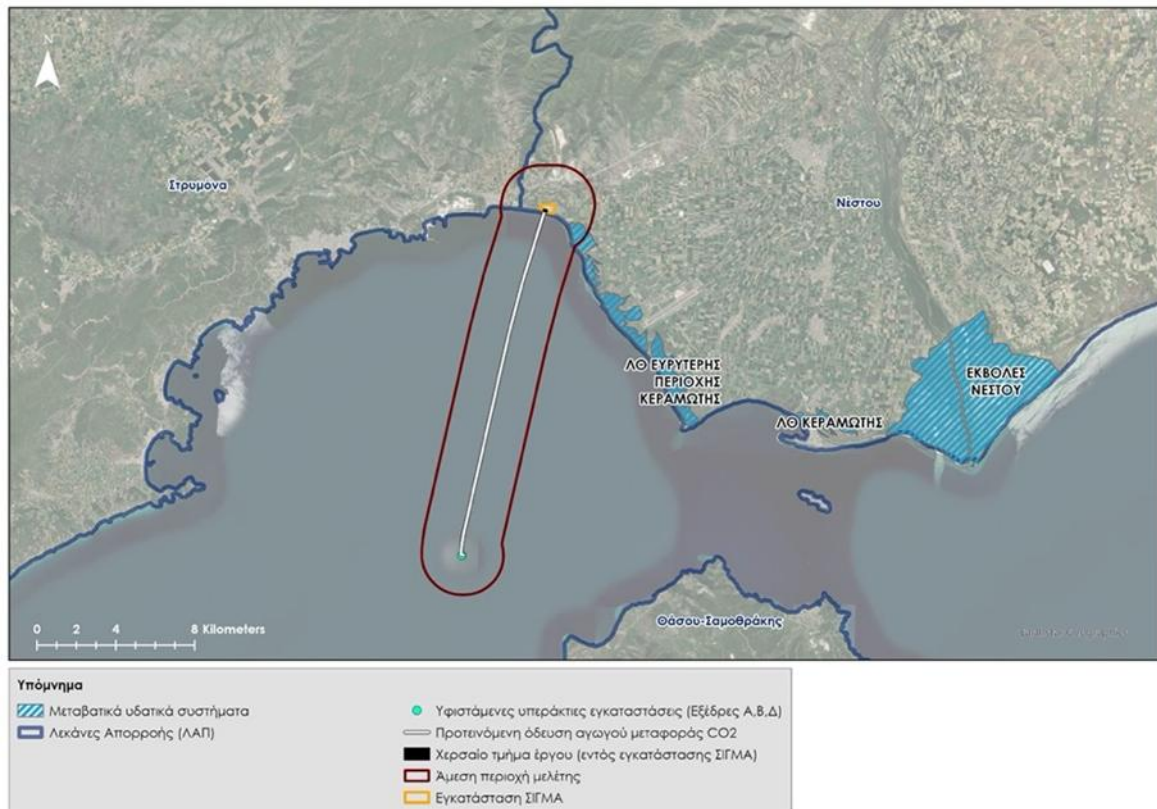 N
Στρυμόνα
Νέστου
ΛΘ ΕΥΡΥΤΕΡΗΣ
ΠΕΡΙΟΧΗΣ
ΚΕΡΑΜΩΤΗΣ
ΛΘ ΚΕΡΑΜΩΤΗΣ
ΕΚΒΟΛΕΣ
ΝΕΣΤΟΥ
Θάσου-Σαμοθράκης
0 2 4 8 Kilometers
Υπόμνημα
Μεταβατικά υδατικά συστήματα
Λεκάνες Απορροής (ΛΑΠ)
Υφιστάμενες υπεράκτιες εγκαταστάσεις (Εξέδρες Α,Β,Δ)
Προτεινόμενη όδευση αγωγού μεταφοράς CO2
Χερσαίο τμήμα έργου (εντός εγκατάστασης ΣΙΓΜΑ)
Άμεση περιοχή μελέτης
Εγκατάσταση ΣΙΓΜΑ